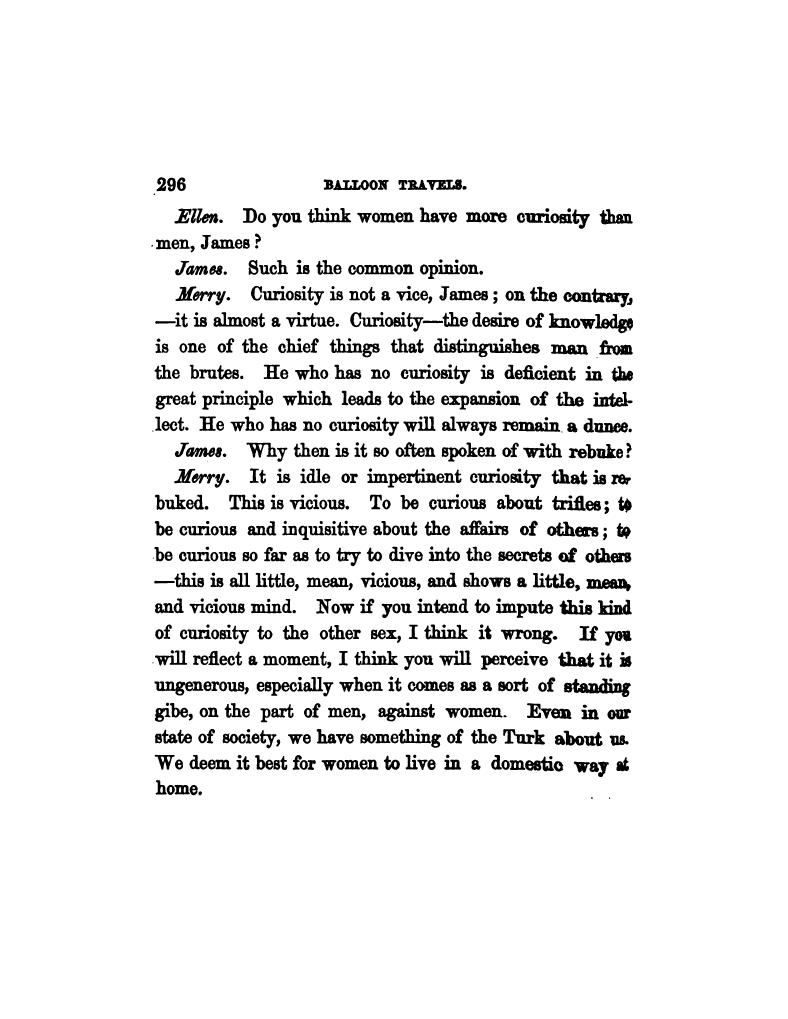 296 BALLOON TRAVELS.
Ellen. Do you think women have more curiosity than
men, James?
James. Such is the common opinion.
Merry. Curiosity is not a vice, James; on the contrary,
—it is almost a virtue. Curiosity—the desire of knowledge
is one of the chief things that distinguishes man from
the brutes. He who has no curiosity is deficient in the
great principle which leads to the expansion of the intel-
lect. He who has no curiosity will always remain a dunce.
James. Why then is it so often spoken of with rebuke?
Merry. It is idle or impertinent curiosity that is re-
buked. This is vicious. To be curious about trifles; to
be curious and inquisitive about the affairs of others; to
be curious so far as to try to dive into the secrets of others
—this is all little, mean, vicious, and shows a little, mean,
and vicious mind. Now if you intend to impute this kind
of curiosity to the other sex, I think it wrong. If you
will reflect a moment, I think you will perceive that it is
ungenerous, especially when it comes as a sort of standing
gibe, on the part of men, against women. Even in our
state of society, we have something of the Turk about us.
We deem it best for women to live in a domestic way at
home.